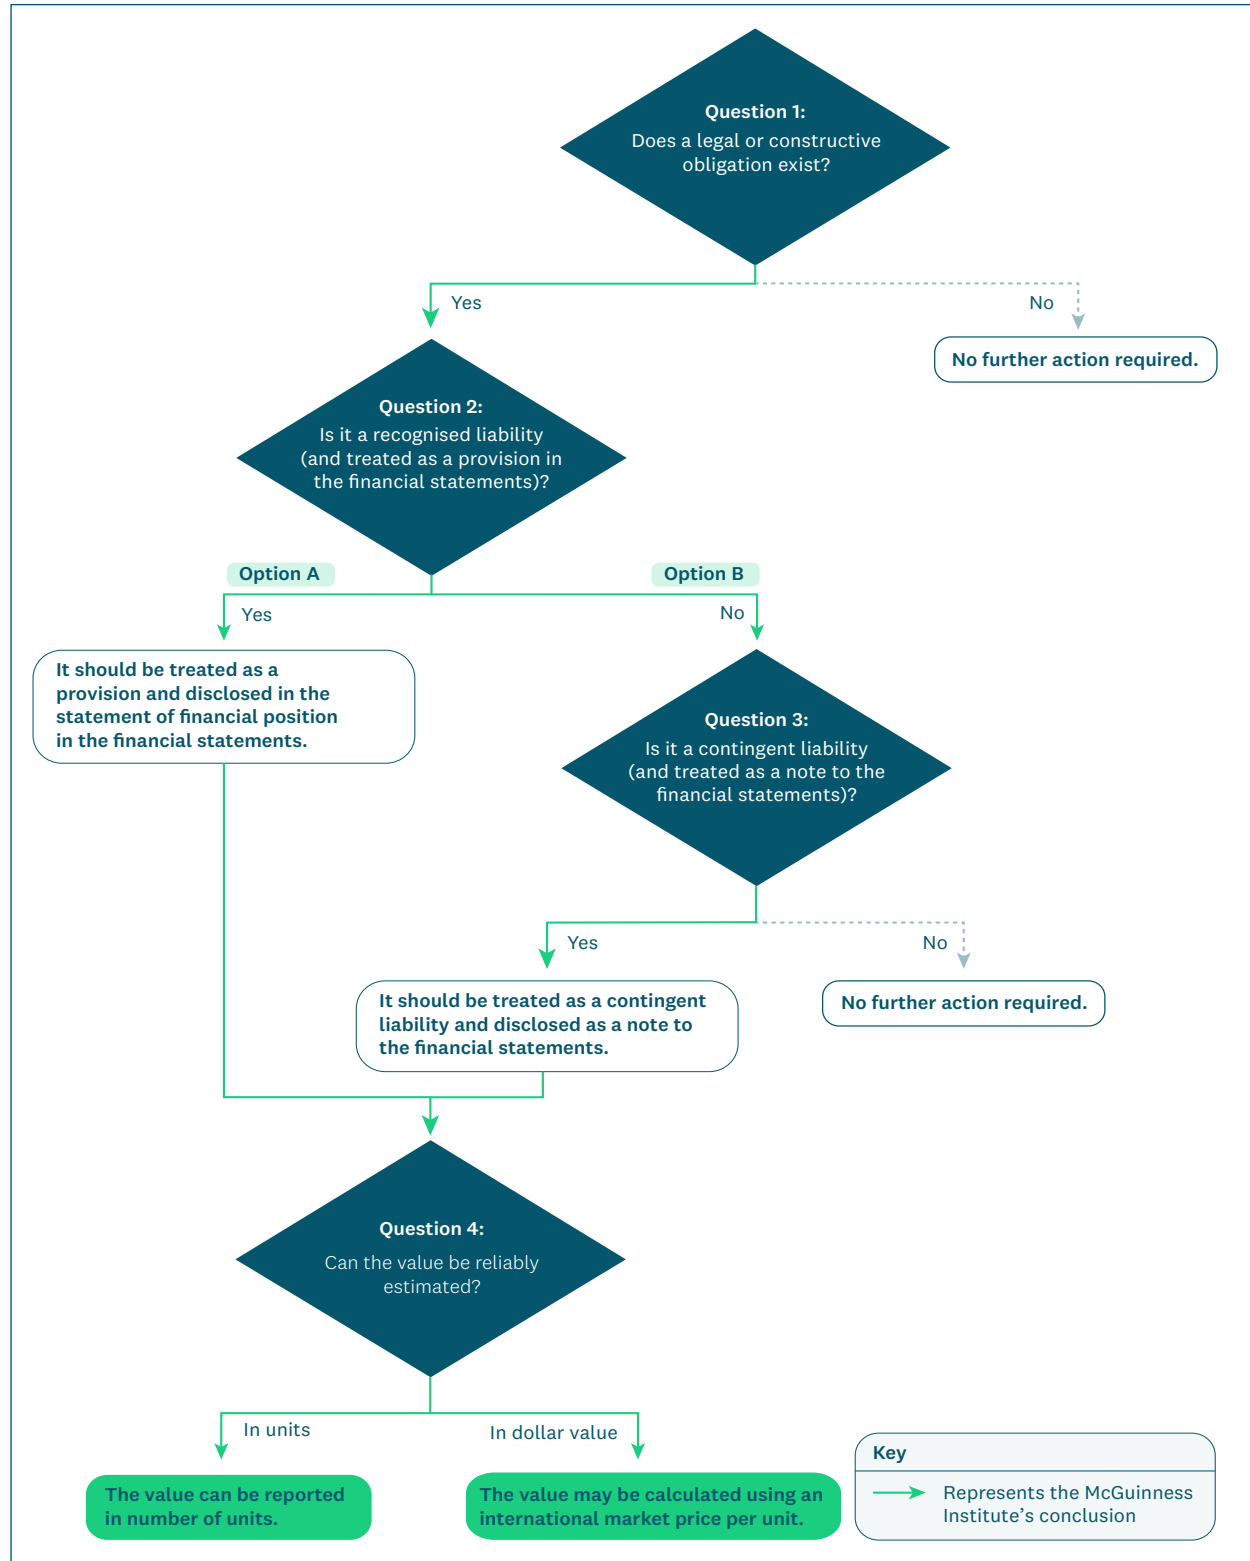 Question 1:
Does a legal or constructive
obligation exist?
Yes
No
No further action required.
Question 2:
Is it a recognised liability
(and treated as a provision in
the financial statements)?
Option A
Option B
Yes
No
It should be treated as a
provision and disclosed in the
statement of financial position
in the financial statements.
Question 3:
Is it a contingent liability
(and treated as a note to the
financial statements)?
Yes
No
It should be treated as a contingent
liability and disclosed as a note to
the financial statements.
No further action required.
Question 4:
Can the value be reliably
estimated?
In units
In dollar value
The value can be reported
in number of units.
The value may be calculated using an
international market price per unit.
Key
Represents the McGuinness
Institute’s conclusion